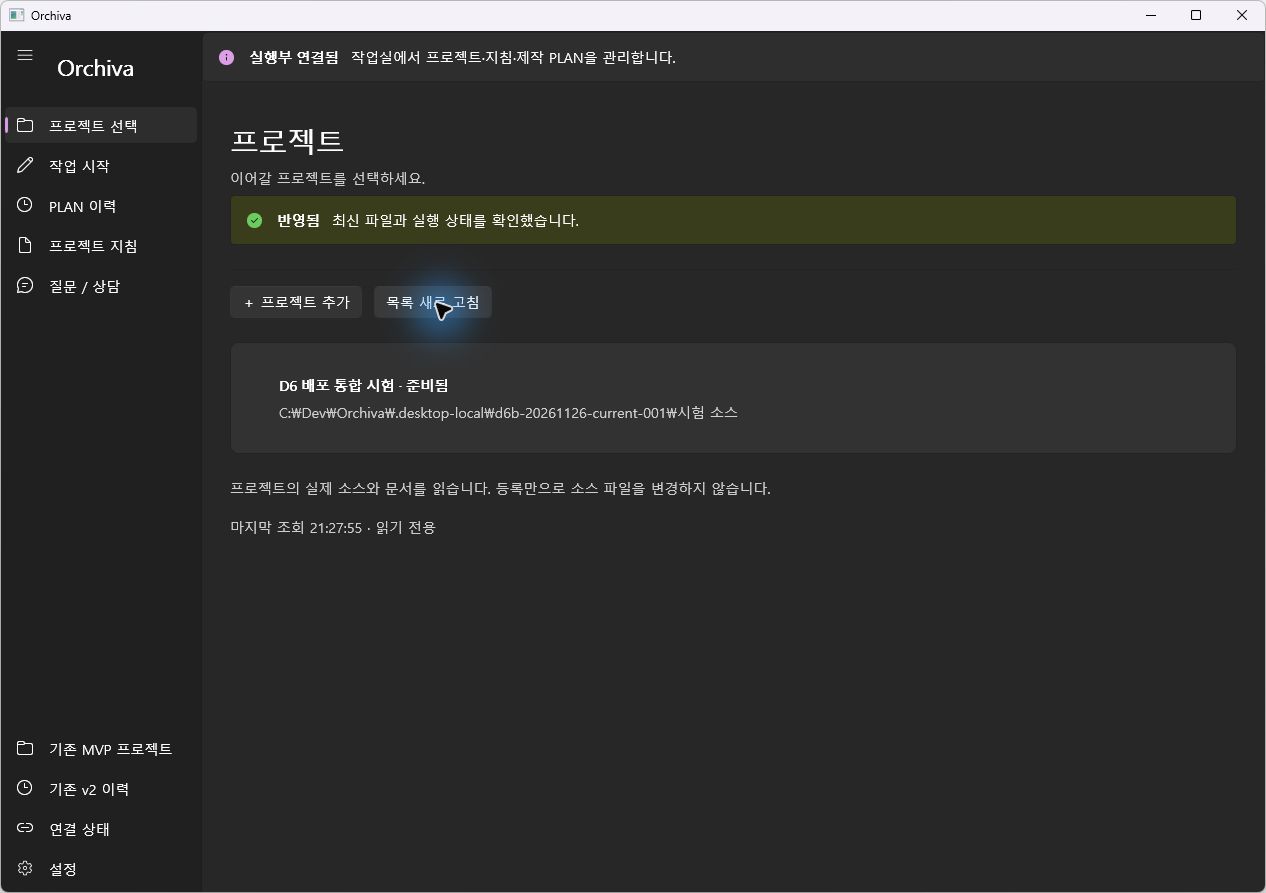 Orchiva
Orchiva
실행부 연결됨 작업실에서 프로젝트·지침·제작 PLAN을 관리합니다.
프로젝트 선택
작업 시작
PLAN 이력
프로젝트 지침
질문 / 상담
프로젝트
이어갈 프로젝트를 선택하세요.
반영됨 최신 파일과 실행 상태를 확인했습니다.
+ 프로젝트 추가
목록 새로 고침
D6 배포 통합 시험 · 준비됨
C:₩Dev₩Orchiva₩.desktop-local₩d6b-20261126-current-001₩시험 소스
프로젝트의 실제 소스와 문서를 읽습니다. 등록만으로 소스 파일을 변경하지 않습니다.
마지막 조회 21:27:55 · 읽기 전용
기존 MVP 프로젝트
기존 v2 이력
연결 상태
설정